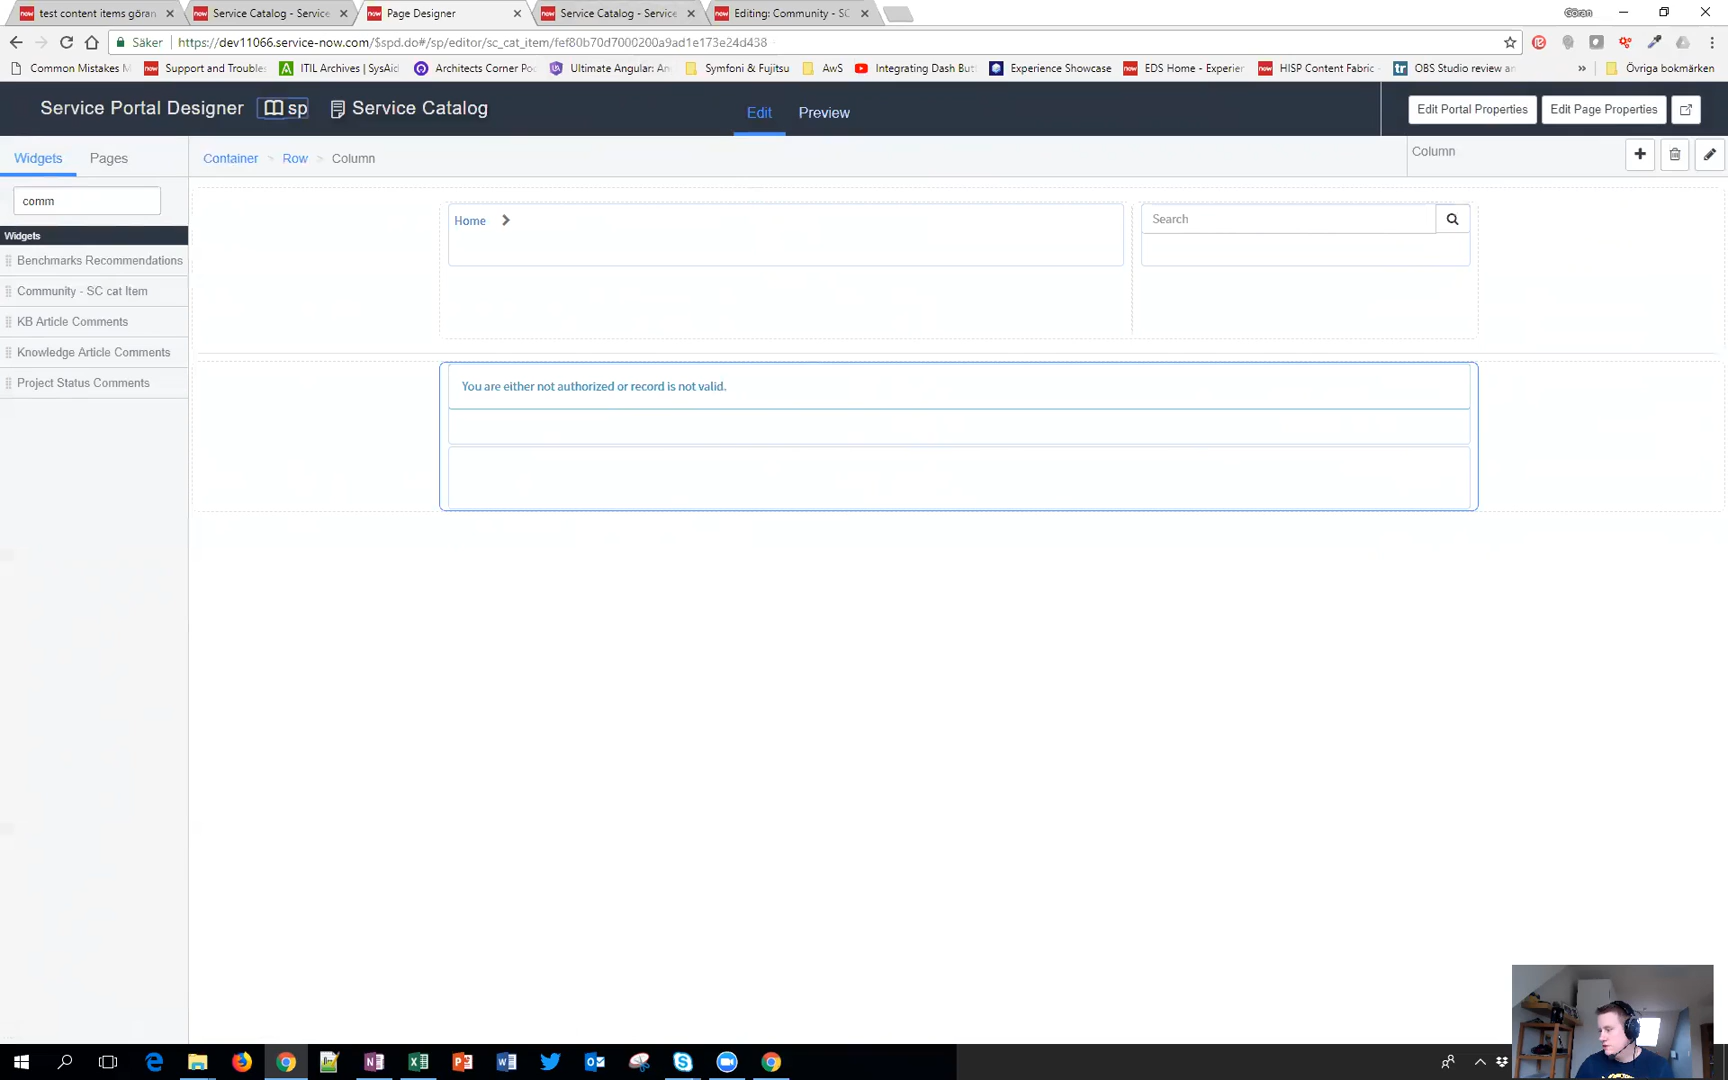 test content items göran
Service Catalog - Service
Page Designer
Service Catalog - Service
Editing: Community - SC
Göran
Säker
https://dev11066.service-now.com/$spd.do#/sp/editor/sc_cat_item/fef80b70d7000200a9ad1e173e24d438
Common Mistakes M
Support and Trouble
ITIL Archives | SysAid
Architects Corner Po
Ultimate Angular: An
Symfoni & Fujitsu
AwS
Integrating Dash Butt
Experience Showcase
EDS Home - Experien
HISP Content Fabric -
OBS Studio review an
»
Övriga bokmärken
Service Portal Designer
sp
Service Catalog
Edit
Preview
Edit Portal Properties
Edit Page Properties
Widgets
Pages
Container > Row > Column
Column
comm
Widgets
Benchmarks Recommendations
Community - SC cat Item
KB Article Comments
Knowledge Article Comments
Project Status Comments
Home
Search
You are either not authorized or record is not valid.